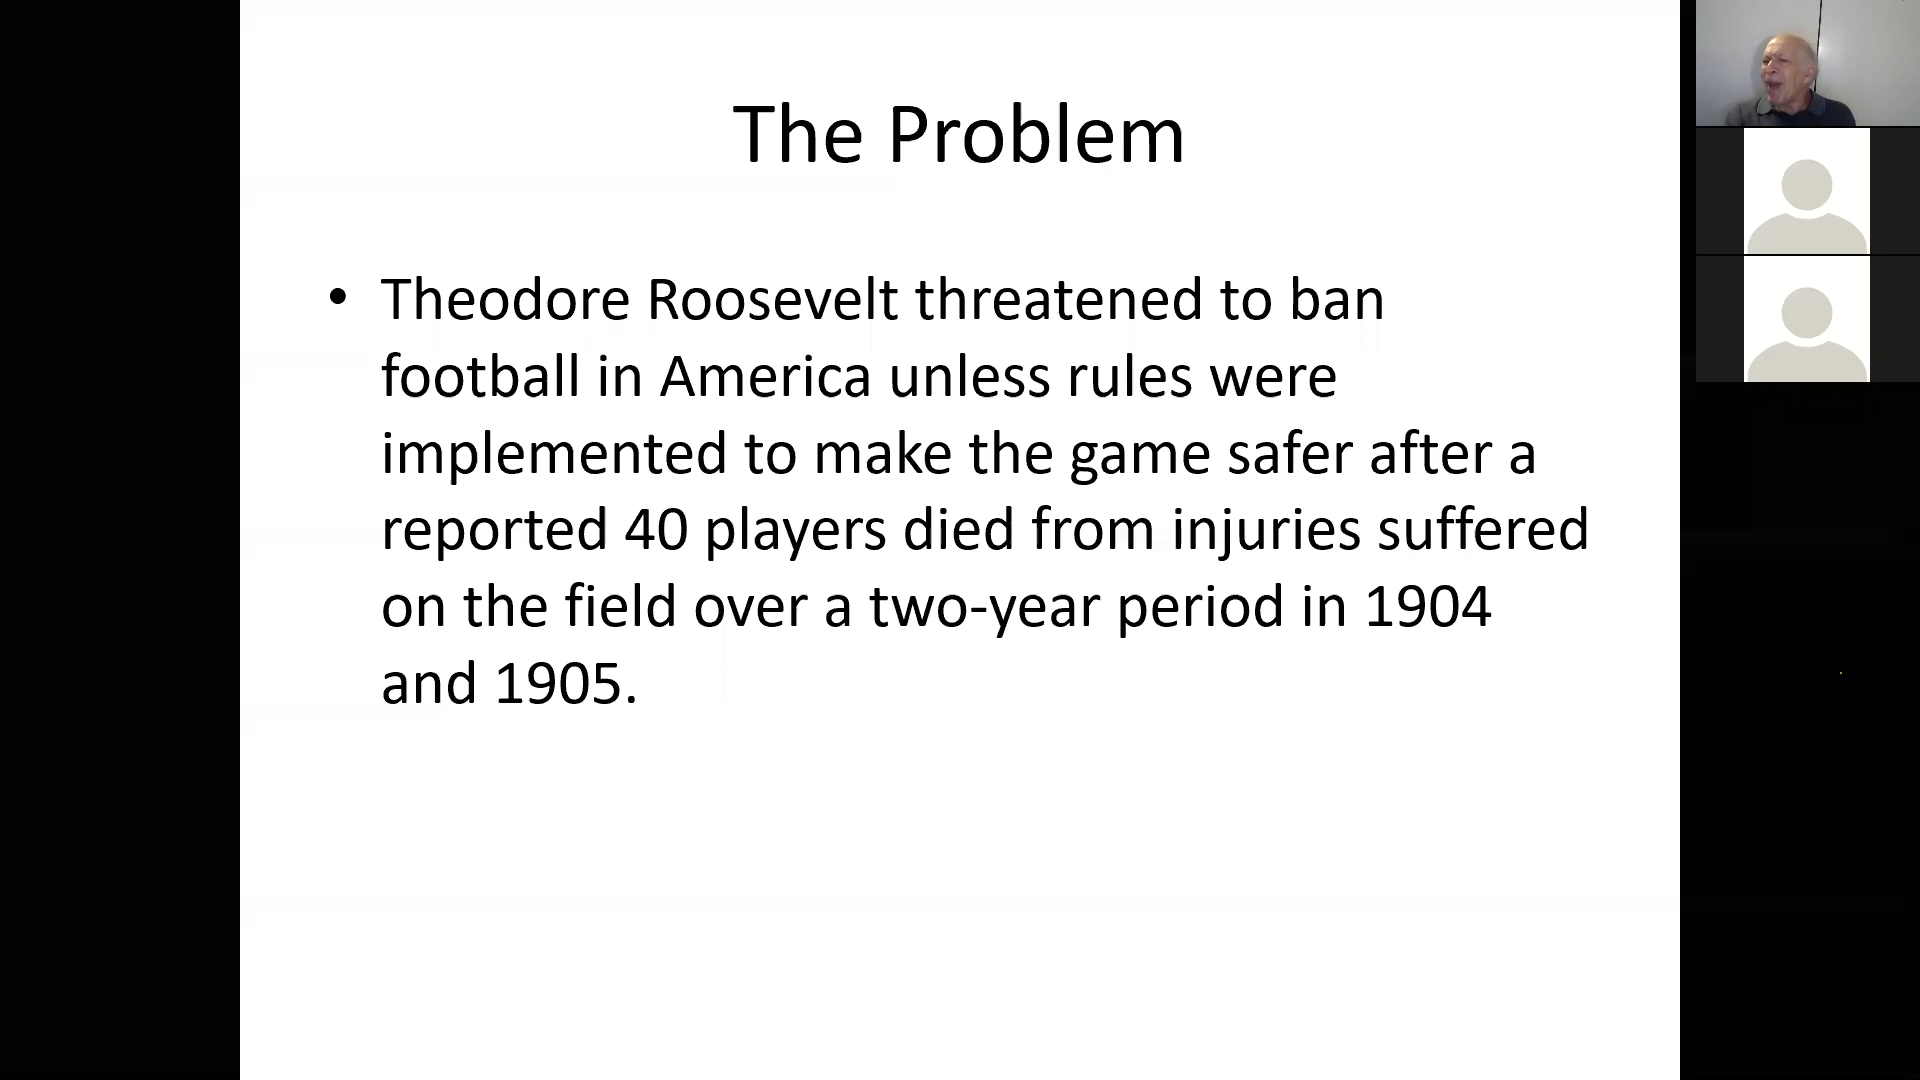 The Problem
• Theodore Roosevelt threatened to ban
football in America unless rules were
implemented to make the game safer after a
reported 40 players died from injuries suffered
on the field over a two-year period in 1904
and 1905.